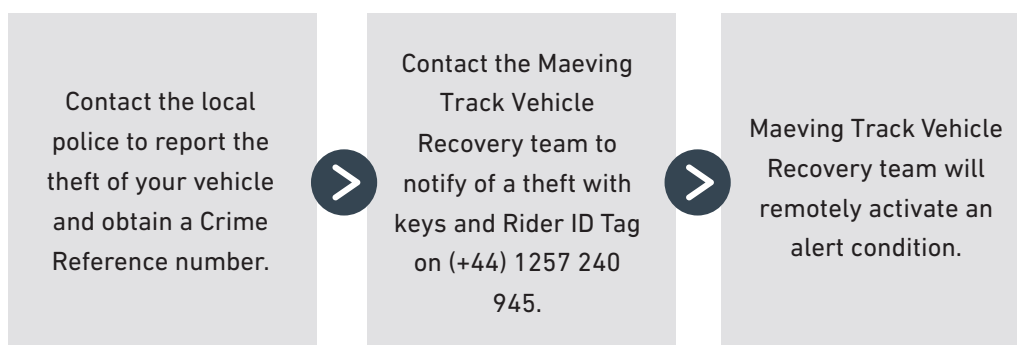 Contact the local
police to report the
theft of your vehicle
and obtain a Crime
Reference number.
Contact the Maeving
Track Vehicle
Recovery team to
notify of a theft with
keys and Rider ID Tag
on (+44) 1257 240
945.
Maeving Track Vehicle
Recovery team will
remotely activate an
alert condition.